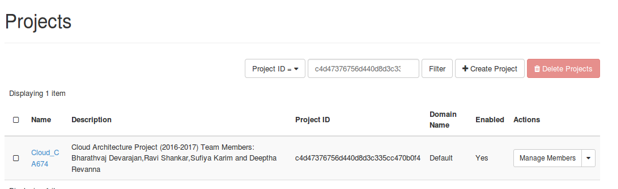 Projects
Project ID = c4d47376756d440d8d3c33 Filter Create Project Delete Projects
Displaying 1 item
Name Description Project ID Domain Name Enabled Actions
Cloud_CA674
Cloud Architecture Project (2016-2017) Team Members:
Bharathvaj Devarajan,Ravi Shankar,Sufiya Karim and Deeptha
Revanna
c4d47376756d440d8d3c335cc470b0f4 Default Yes Manage Members